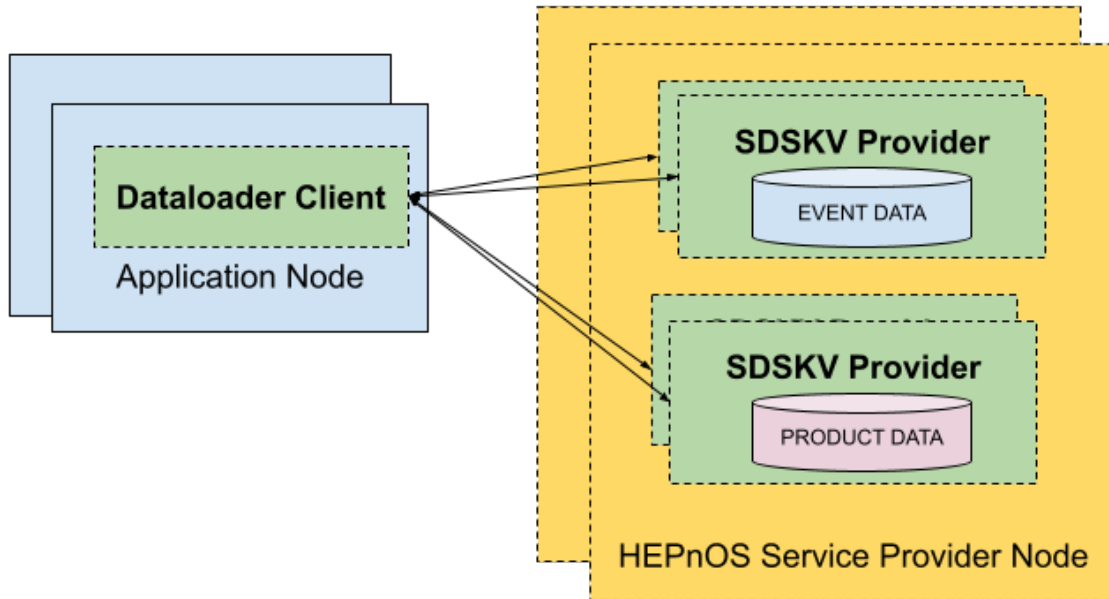 Dataloader Client
Application Node
SDSKV Provider
EVENT DATA
SDSKV Provider
PRODUCT DATA
HEPnOS Service Provider Node